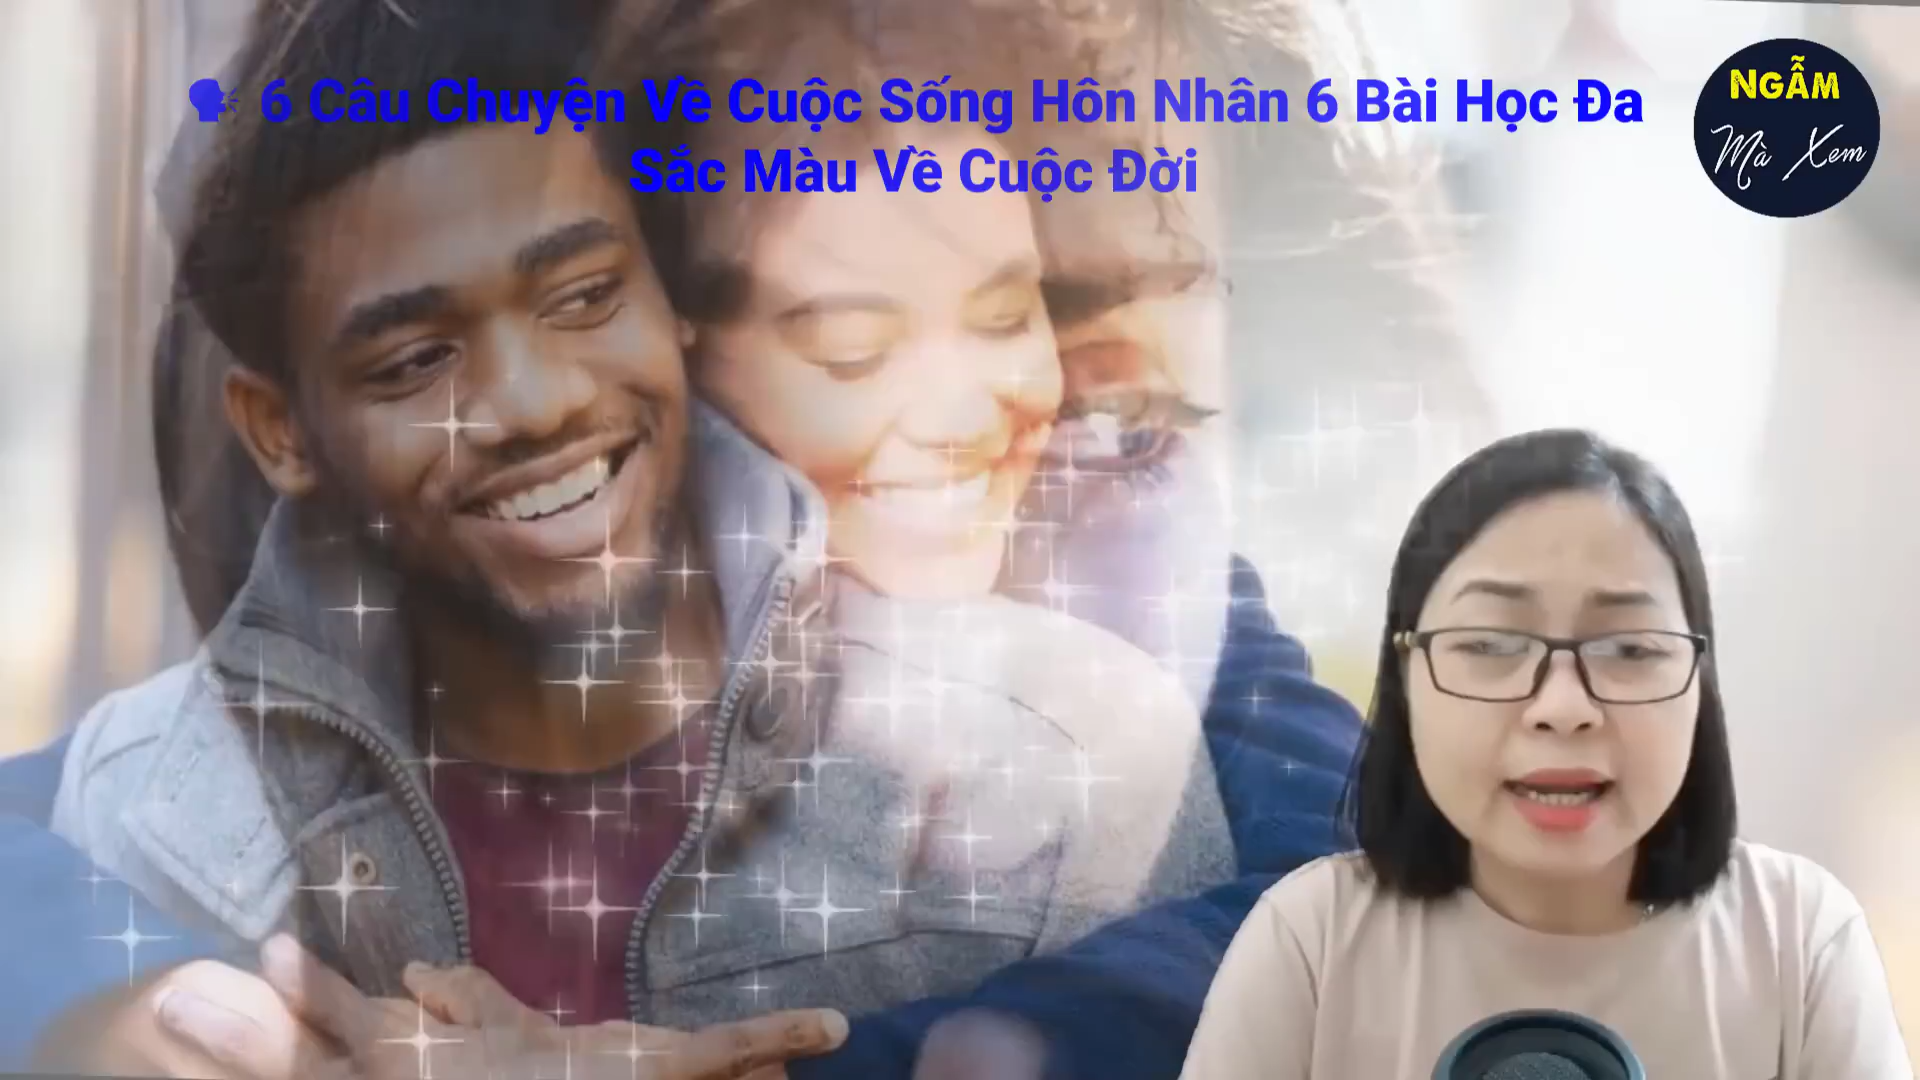 🗣 6 Câu Chuyện Về Cuộc Sống Hôn Nhân 6 Bài Học Đa
Sắc Màu Về Cuộc Đời
NGẪM
Mà Xem